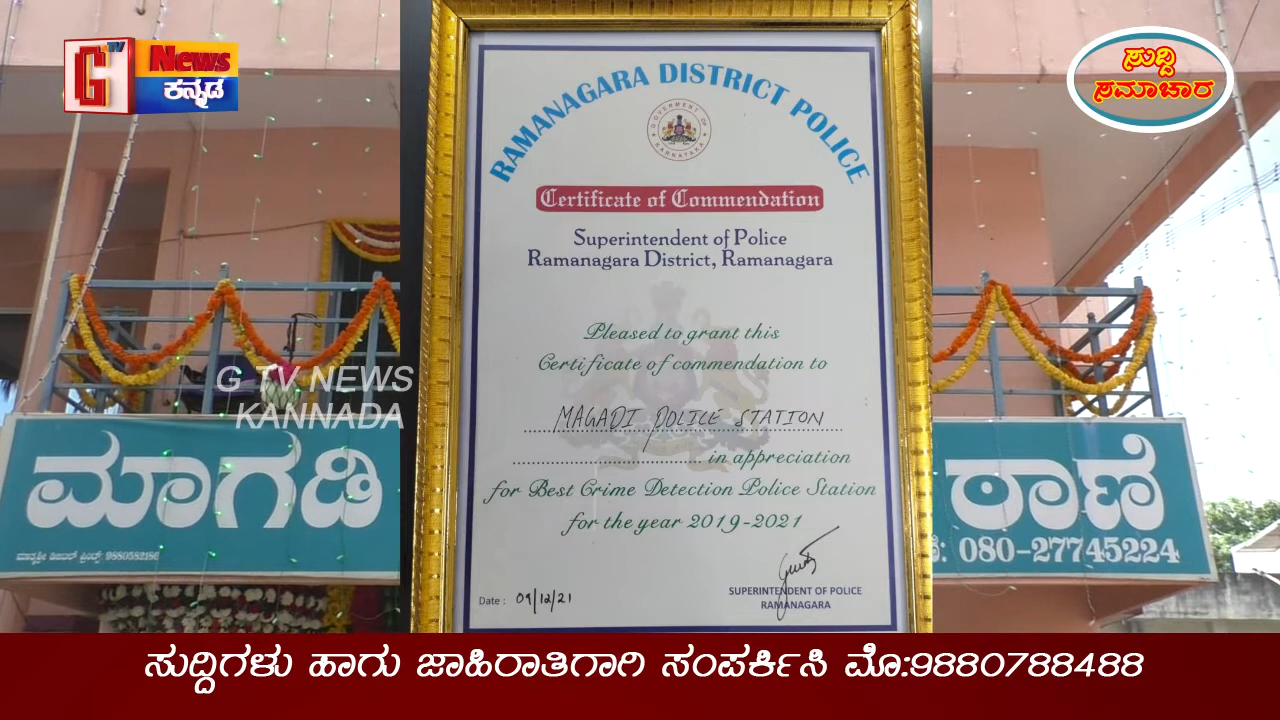 G TV News
ಕನ್ನಡ
ಸುದ್ದಿ
ಸಮಾಚಾರ
RAMANAGARA DISTRICT POLICE
GOVERNMENT OF
KARNATAKA
Certificate of Commendation
Superintendent of Police
Ramanagara District, Ramanagara
Pleased to grant this
Certificate of commendation to
MAGADI POLICE STATION
in appreciation
for Best Crime Detection Police Station
for the year 2019-2021
SUPERINTENDENT OF POLICE
RAMANAGARA
Date : 09/12/21
G TV NEWS
KANNADA
ಮಾಗಡಿ
9880582186
ಠಾಣೆ
080-27745224
ಸುದ್ದಿಗಳು ಹಾಗು ಜಾಹಿರಾತಿಗಾಗಿ ಸಂಪರ್ಕಿಸಿ ಮೊ:9880788488